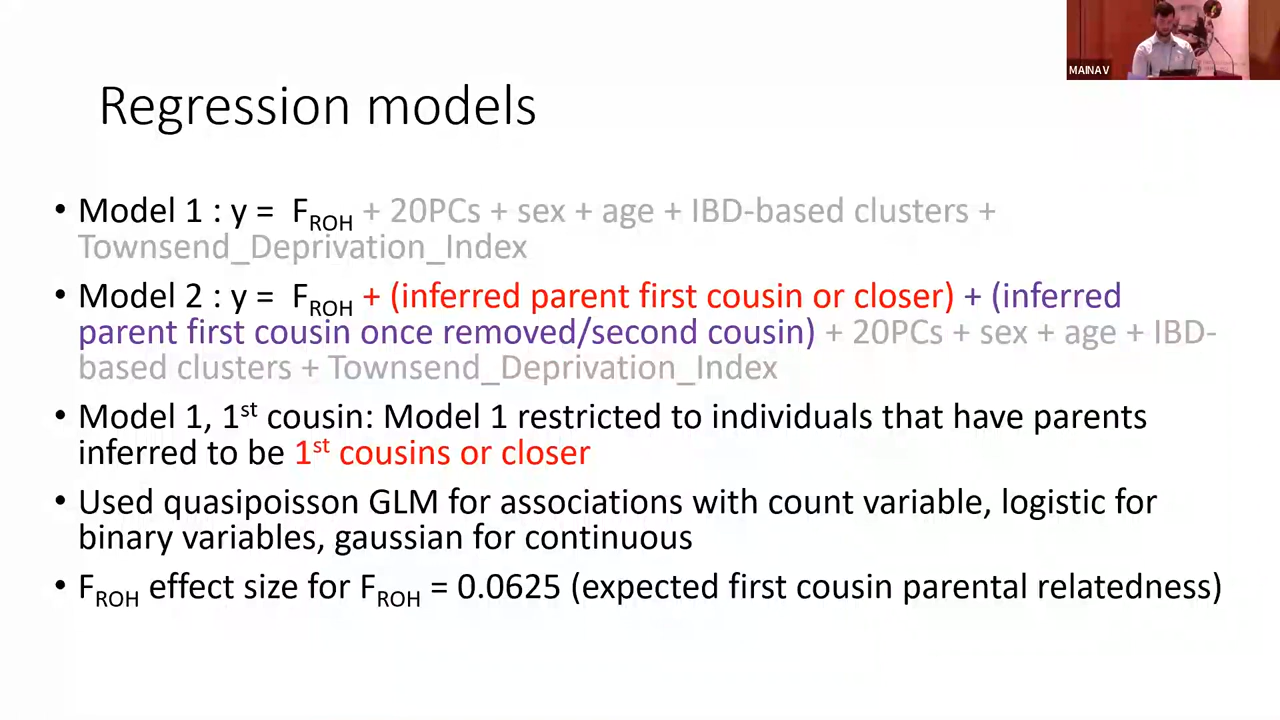 MAINAV
Regression models
• Model 1 : y = F_ROH + 20PCs + sex + age + IBD-based clusters +
Townsend_Deprivation_Index
• Model 2 : y = F_ROH + (inferred parent first cousin or closer) + (inferred
parent first cousin once removed/second cousin) + 20PCs + sex + age + IBD-
based clusters + Townsend_Deprivation_Index
• Model 1, 1st cousin: Model 1 restricted to individuals that have parents
inferred to be 1st cousins or closer
• Used quasipoisson GLM for associations with count variable, logistic for
binary variables, gaussian for continuous
• F_ROH effect size for F_ROH = 0.0625 (expected first cousin parental relatedness)